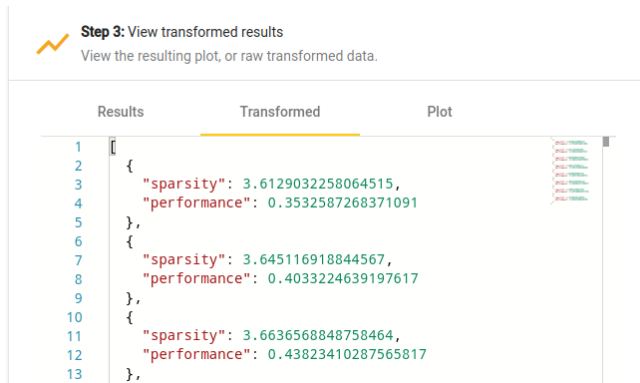 Step 3: View transformed results
View the resulting plot, or raw transformed data.
Results Transformed Plot
1 [
2 {
3 "sparsity": 3.6129032258064515,
4 "performance": 0.3532587268371091
5 },
6 {
7 "sparsity": 3.645116918844567,
8 "performance": 0.4033224639197617
9 },
10 {
11 "sparsity": 3.6636568848758464,
12 "performance": 0.43823410287565817
13 },